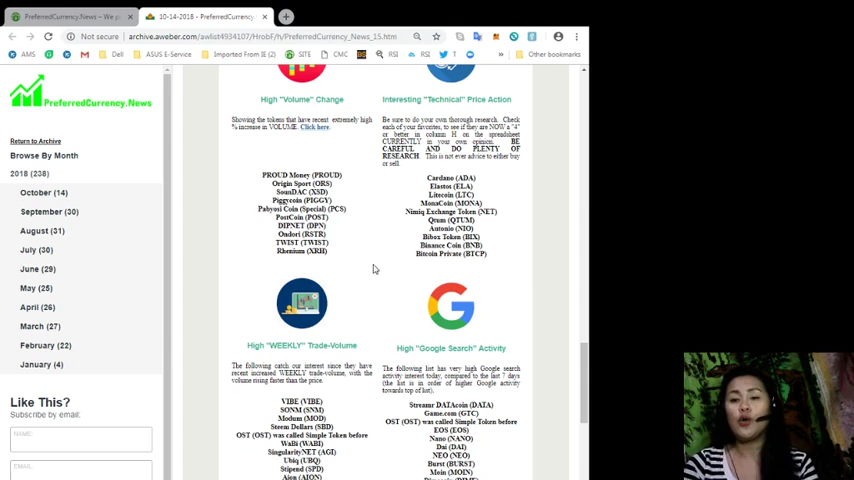 PreferredCurrency.News – We p
10-14-2018 - PreferredCurrency
Not secure
archive.aweber.com/awlist4934107/HrobF/h/PreferredCurrency_News_1S.htm
AMS
Dell
ASUS E-Service
Imported From IE (2)
SITE
CMC
RSI
RSI
T
»
Other bookmarks
PreferredCurrency.News
Return to Archive
Browse By Month
2018 (238)
October (14)
September (30)
August (31)
July (30)
June (29)
May (25)
April (26)
March (27)
February (22)
January (4)
Like This?
Subscribe by email:
NAME:
EMAIL:
High "Volume" Change
Showing the tokens that have recent extremely high
% increase in VOLUME. Click here.
PROUD Money (PROUD)
Origin Sport (ORS)
SounDAC (XSD)
Piggycoin (PIGGY)
Pabyosi Coin (Special) (PCS)
PostCoin (POST)
DIPNET (DPN)
Ondori (RSTR)
TWIST (TWIST)
Rhenium (XRH)
Interesting "Technical" Price Action
Be sure to do your own thorough research. Check
each of your favorites, to see if they are NOW a "4"
or better in column H on the spreadsheet
CURRENTLY in your own opinion. BE
CAREFUL AND DO PLENTY OF
RESEARCH. This is not ever advice to either buy
or sell.
Cardano (ADA)
Elastos (ELA)
Litecoin (LTC)
MonaCoin (MONA)
Nimiq Exchange Token (NET)
Qtum (QTUM)
Autonio (NIO)
Bibox Token (BIX)
Binance Coin (BNB)
Bitcoin Private (BTCP)
High "WEEKLY" Trade-Volume
The following catch our interest since they have
recent increased WEEKLY trade-volume, with the
volume rising faster than the price.
VIBE (VIBE)
SONM (SNM)
Modum (MOD)
Steem Dollars (SBD)
OST (OST) was called Simple Token before
WaBi (WABI)
SingularityNET (AGI)
Ubiq (UBQ)
Stipend (SPD)
Aion (AION)
High "Google Search" Activity
The following list has very high Google search
activity interest today, compared to the last 7 days
(the list is in order of higher Google activity
towards top of list).
Streamr DATAcoin (DATA)
Game.com (GTC)
OST (OST) was called Simple Token before
EOS (EOS)
Nano (NANO)
Dai (DAI)
NEO (NEO)
Burst (BURST)
Moin (MOIN)